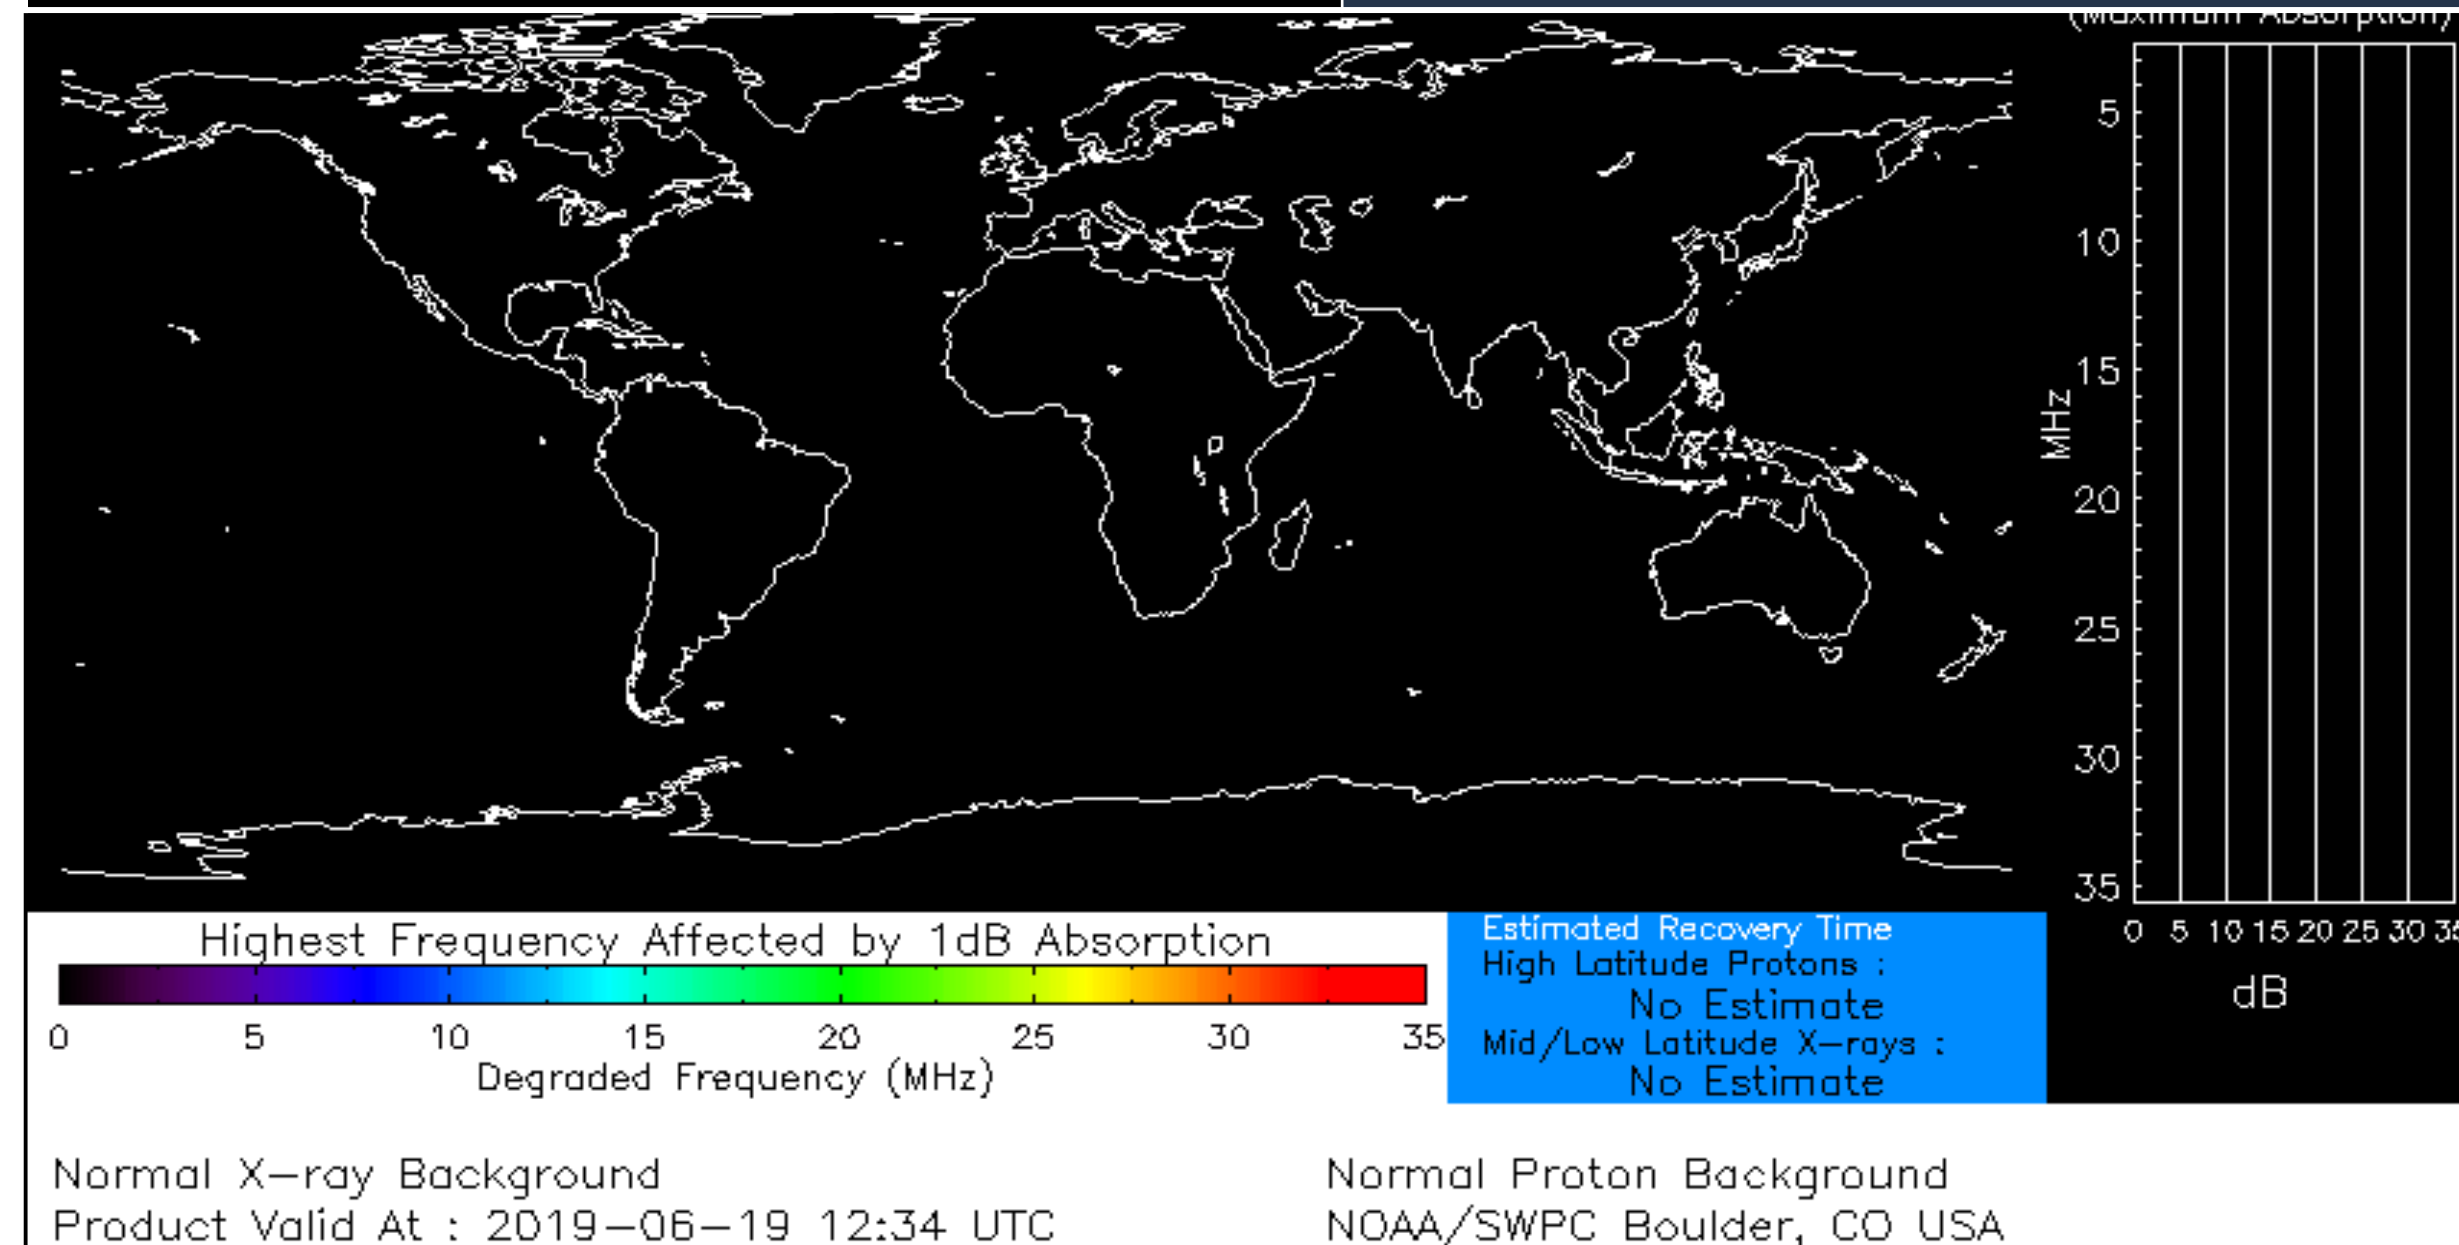 (Maximum Absorption)
5
10
15
20
25
30
35
MHz
0 5 10 15 20 25 30 35
dB
Highest Frequency Affected by 1dB Absorption
0 5 10 15 20 25 30 35
Degraded Frequency (MHz)
Estimated Recovery Time
High Latitude Protons :
No Estimate
Mid/Low Latitude X-rays :
No Estimate
Normal X-ray Background
Normal Proton Background
Product Valid At : 2019-06-19 12:34 UTC
NOAA/SWPC Boulder, CO USA